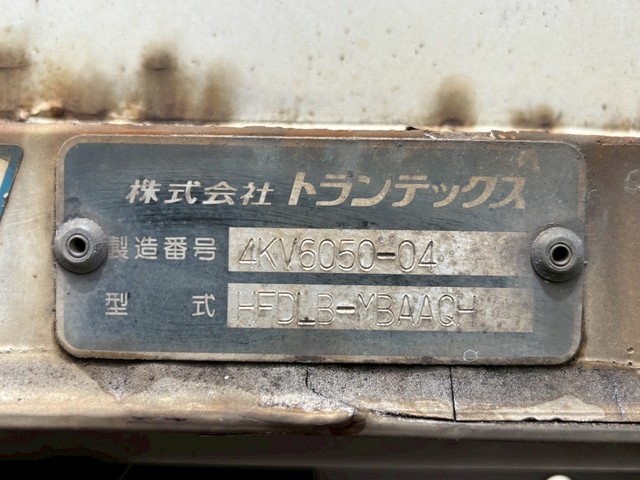 株式会社 トランテックス
製造番号 4KV6050-04
型 式 HFDLB-MBAAQH